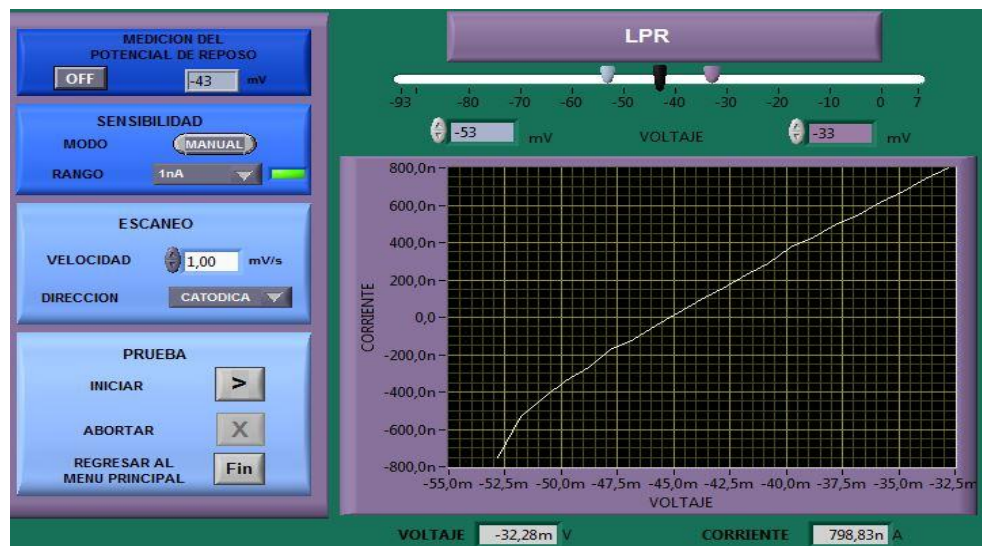 MEDICION DEL
POTENCIAL DE REPOSO
OFF -43 mV
SENSIBILIDAD
MODO MANUAL
RANGO 1nA
ESCANEO
VELOCIDAD 1,00 mV/s
DIRECCION CATODICA
PRUEBA
INICIAR >
ABORTAR X
REGRESAR AL
MENU PRINCIPAL Fin
LPR
-93 -80 -70 -60 -50 -40 -30 -20 -10 0 7
-53 mV VOLTAJE -33 mV
800,0n
600,0n
400,0n
200,0n
0,0
-200,0n
-400,0n
-600,0n
-800,0n
CORRIENTE
-55,0m -52,5m -50,0m -47,5m -45,0m -42,5m -40,0m -37,5m -35,0m -32,5m
VOLTAJE
VOLTAJE -32,28m V CORRIENTE 798,83n A